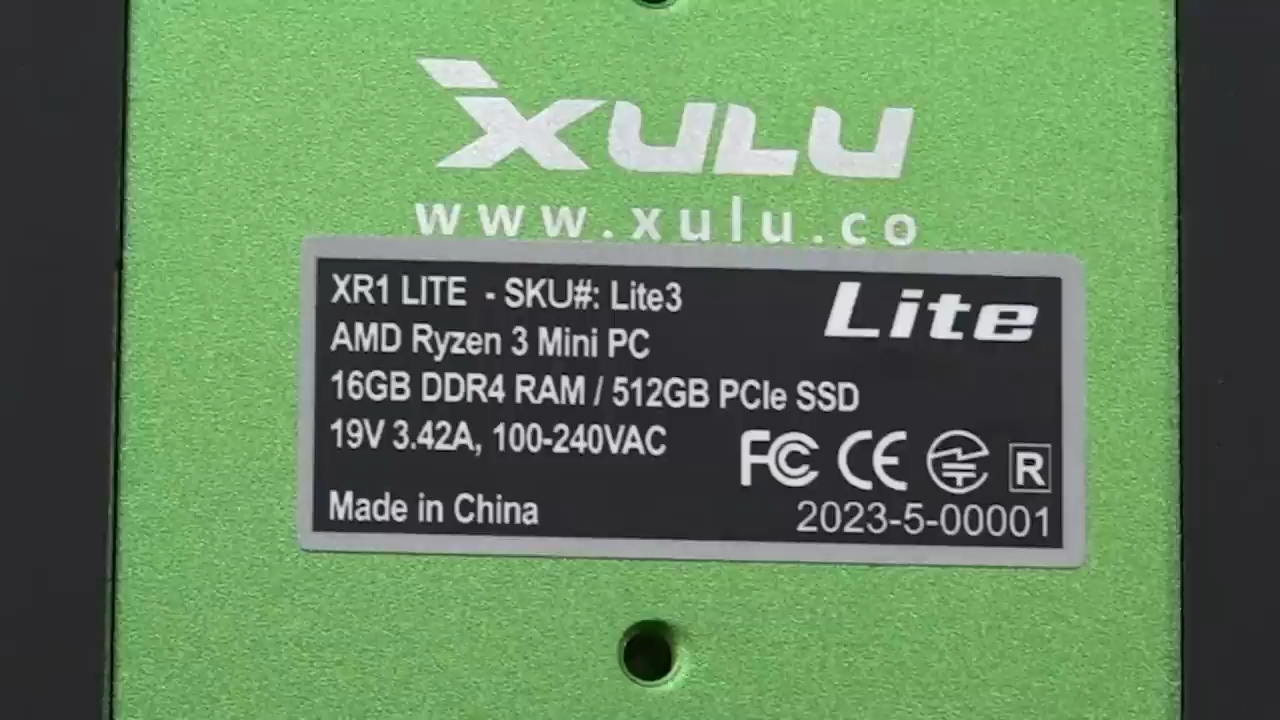 XULU
www.xulu.co
XR1 LITE - SKU#: Lite3
Lite
AMD Ryzen 3 Mini PC
16GB DDR4 RAM / 512GB PCIe SSD
19V 3.42A, 100-240VAC
FC CE R
Made in China
2023-5-00001